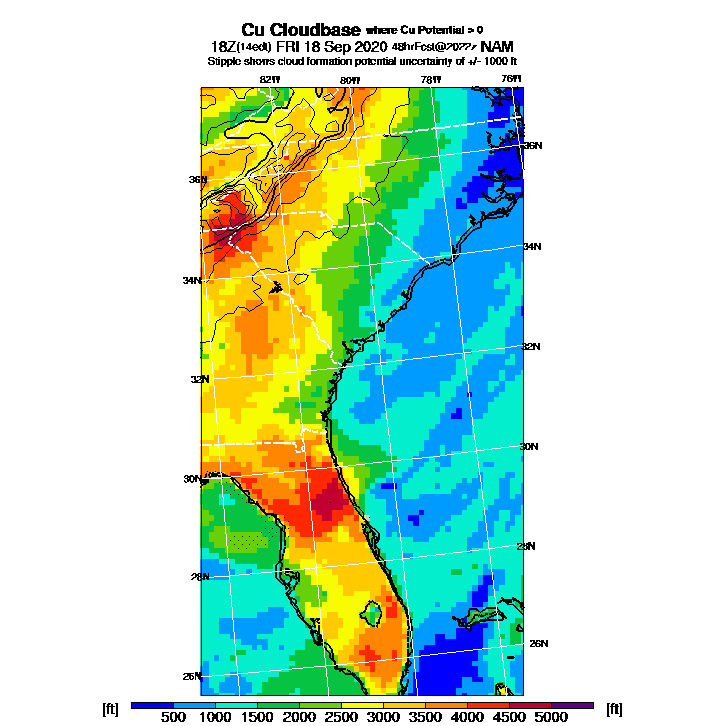 Cu Cloudbase where Cu Potential > 0
18Z(14edt) FRI 18 Sep 2020 48hrFcst@2022z NAM
Stipple shows cloud formation potential uncertainty of +/- 1000 ft
82W 80W 78W 76W
36N
36N
34N
34N
32N
32N
30N
30N
28N
28N
26N
26N
[ft] 500 1000 1500 2000 2500 3000 3500 4000 4500 5000 [ft]